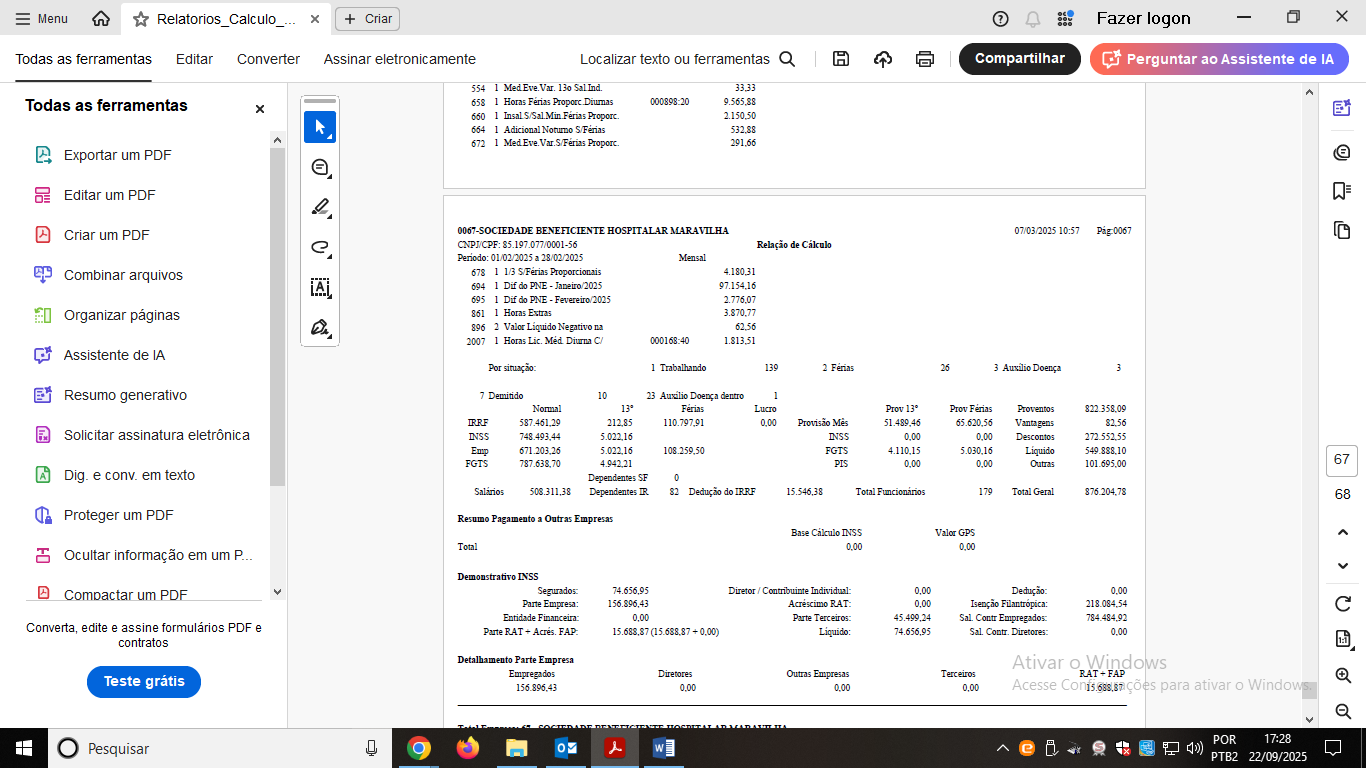 Menu Relatorios_Calculo_... Criar Fazer logon
Todas as ferramentas Editar Converter Assinar eletronicamente Localizar texto ou ferramentas Compartilhar Perguntar ao Assistente de IA
Todas as ferramentas
Exportar um PDF
Editar um PDF
Criar um PDF
Combinar arquivos
Organizar páginas
Assistente de IA
Resumo generativo
Solicitar assinatura eletrônica
Dig. e conv. em texto
Proteger um PDF
Ocultar informação em um P...
Compactar um PDF
Converta, edite e assine formulários PDF e
contratos
Teste grátis
554 1 Med.Eve.Var. 13o Sal.Ind. 33,33
658 1 Horas Férias Proporc.Diurnas 000898:20 9.565,88
660 1 Insal.S/Sal.Min.Férias Proporc. 2.150,50
664 1 Adicional Noturno S/Férias 532,88
672 1 Med.Eve.Var.S/Férias Proporc. 291,66
0067-SOCIEDADE BENEFICIENTE HOSPITALAR MARAVILHA 07/03/2025 10:57 Pág:0067
CNPJ/CPF: 85.197.077/0001-56 Relação de Cálculo
Período: 01/02/2025 a 28/02/2025 Mensal
678 1 1/3 S/Férias Proporcionais 4.180,31
694 1 Dif do PNE - Janeiro/2025 97.154,16
695 1 Dif do PNE - Fevereiro/2025 2.776,07
861 1 Horas Extras 3.870,77
896 2 Valor Líquido Negativo na 62,56
2007 1 Horas Lic. Méd. Diurna C/ 000168:40 1.813,51
Por situação: 1 Trabalhando 139 2 Férias 26 3 Auxílio Doença 3
7 Demitido 10 23 Auxílio Doença dentro 1
Normal 13º Férias Lucro Prov 13º Prov Férias Proventos 822.358,09
IRRF 587.461,29 212,85 110.797,91 0,00 Provisão Mês 51.489,46 65.620,56 Vantagens 82,56
INSS 748.493,44 5.022,16 INSS 0,00 0,00 Descontos 272.552,55
Emp 671.203,26 5.022,16 108.259,50 FGTS 4.110,15 5.030,16 Líquido 549.888,10
FGTS 787.638,70 4.942,21 PIS 0,00 0,00 Outras 101.695,00
Dependentes SF 0
Salários 508.311,38 Dependentes IR 82 Dedução do IRRF 15.546,38 Total Funcionários 179 Total Geral 876.204,78
Resumo Pagamento a Outras Empresas
Base Cálculo INSS Valor GPS
Total 0,00 0,00
Demonstrativo INSS
Segurados: 74.656,95 Diretor / Contribuinte Individual: 0,00 Dedução: 0,00
Parte Empresa: 156.896,43 Acréscimo RAT: 0,00 Isenção Filantrópica: 218.084,54
Entidade Financeira: 0,00 Parte Terceiros: 45.499,24 Sal. Contr Empregados: 784.484,92
Parte RAT + Acrés. FAP: 15.688,87 (15.688,87 + 0,00) Líquido: 74.656,95 Sal. Contr. Diretores: 0,00
Detalhamento Parte Empresa
Empregados Diretores Outras Empresas Terceiros RAT + FAP
156.896,43 0,00 0,00 0,00 15.688,87
Total Empresa: 67 - SOCIEDADE BENEFICIENTE HOSPITALAR MARAVILHA
67
68
1:1
Ativar o Windows
Acesse Configurações para ativar o Windows.
Pesquisar
POR
PTB2
17:28
22/09/2025